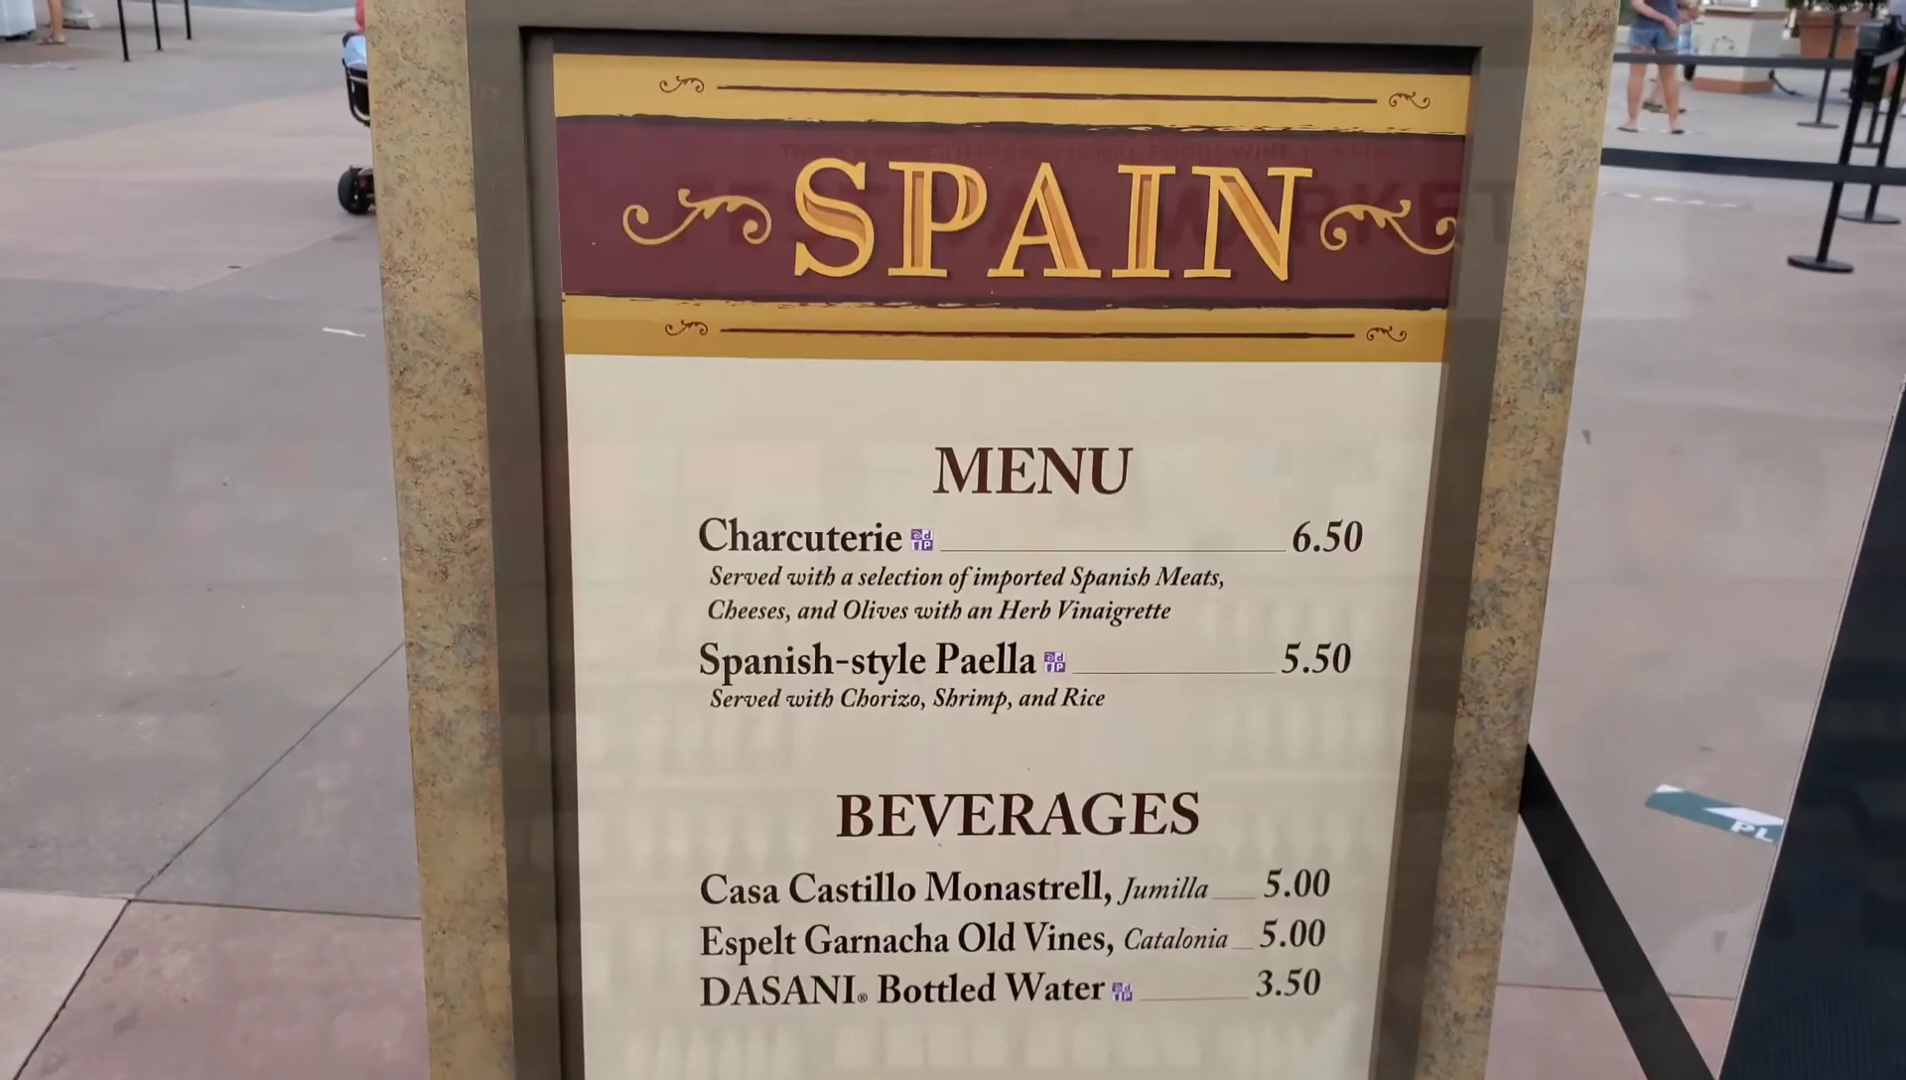 SPAIN
MENU
Charcuterie 6.50
Served with a selection of imported Spanish Meats,
Cheeses, and Olives with an Herb Vinaigrette
Spanish-style Paella 5.50
Served with Chorizo, Shrimp, and Rice
BEVERAGES
Casa Castillo Monastrell, Jumilla 5.00
Espelt Garnacha Old Vines, Catalonia 5.00
DASANI® Bottled Water 3.50
PL